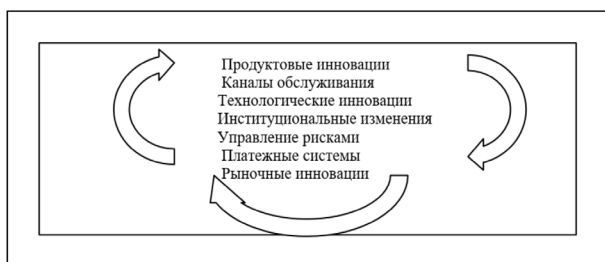 Продуктовые инновации
Каналы обслуживания
Технологические инновации
Институциональные изменения
Управление рисками
Платежные системы
Рыночные инновации